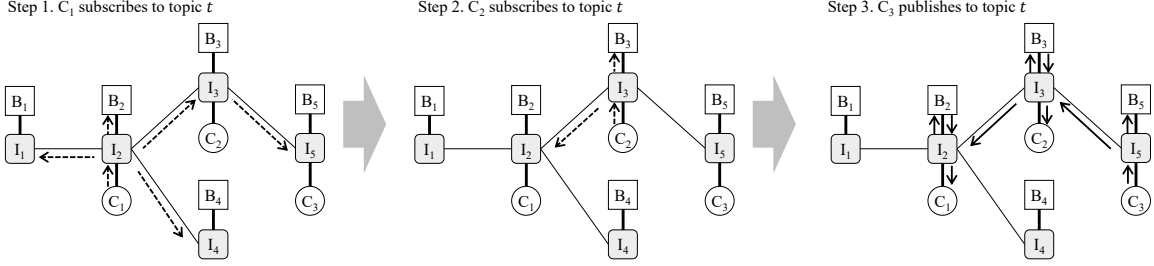 Step 1. C₁ subscribes to topic t
Step 2. C₂ subscribes to topic t
Step 3. C₃ publishes to topic t
B₃
I₃
C₂
B₁
B₂
B₅
I₁
I₂
I₅
C₁
B₄
C₃
I₄
B₃
I₃
C₂
B₁
B₂
B₅
I₁
I₂
I₅
C₁
B₄
C₃
I₄
B₃
I₃
C₂
B₁
B₂
B₅
I₁
I₂
I₅
C₁
B₄
C₃
I₄